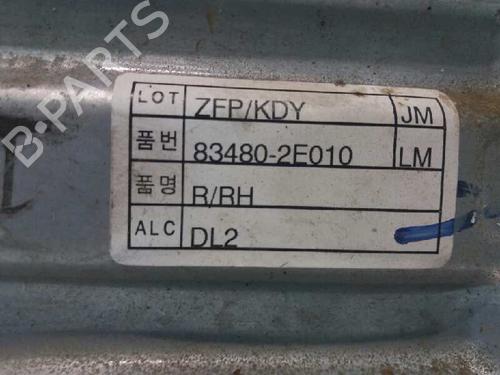 B-PARTS
LOT ZFP/KDY JM
품번 83480-2E010 LM
품명 R/RH
ALC DL2